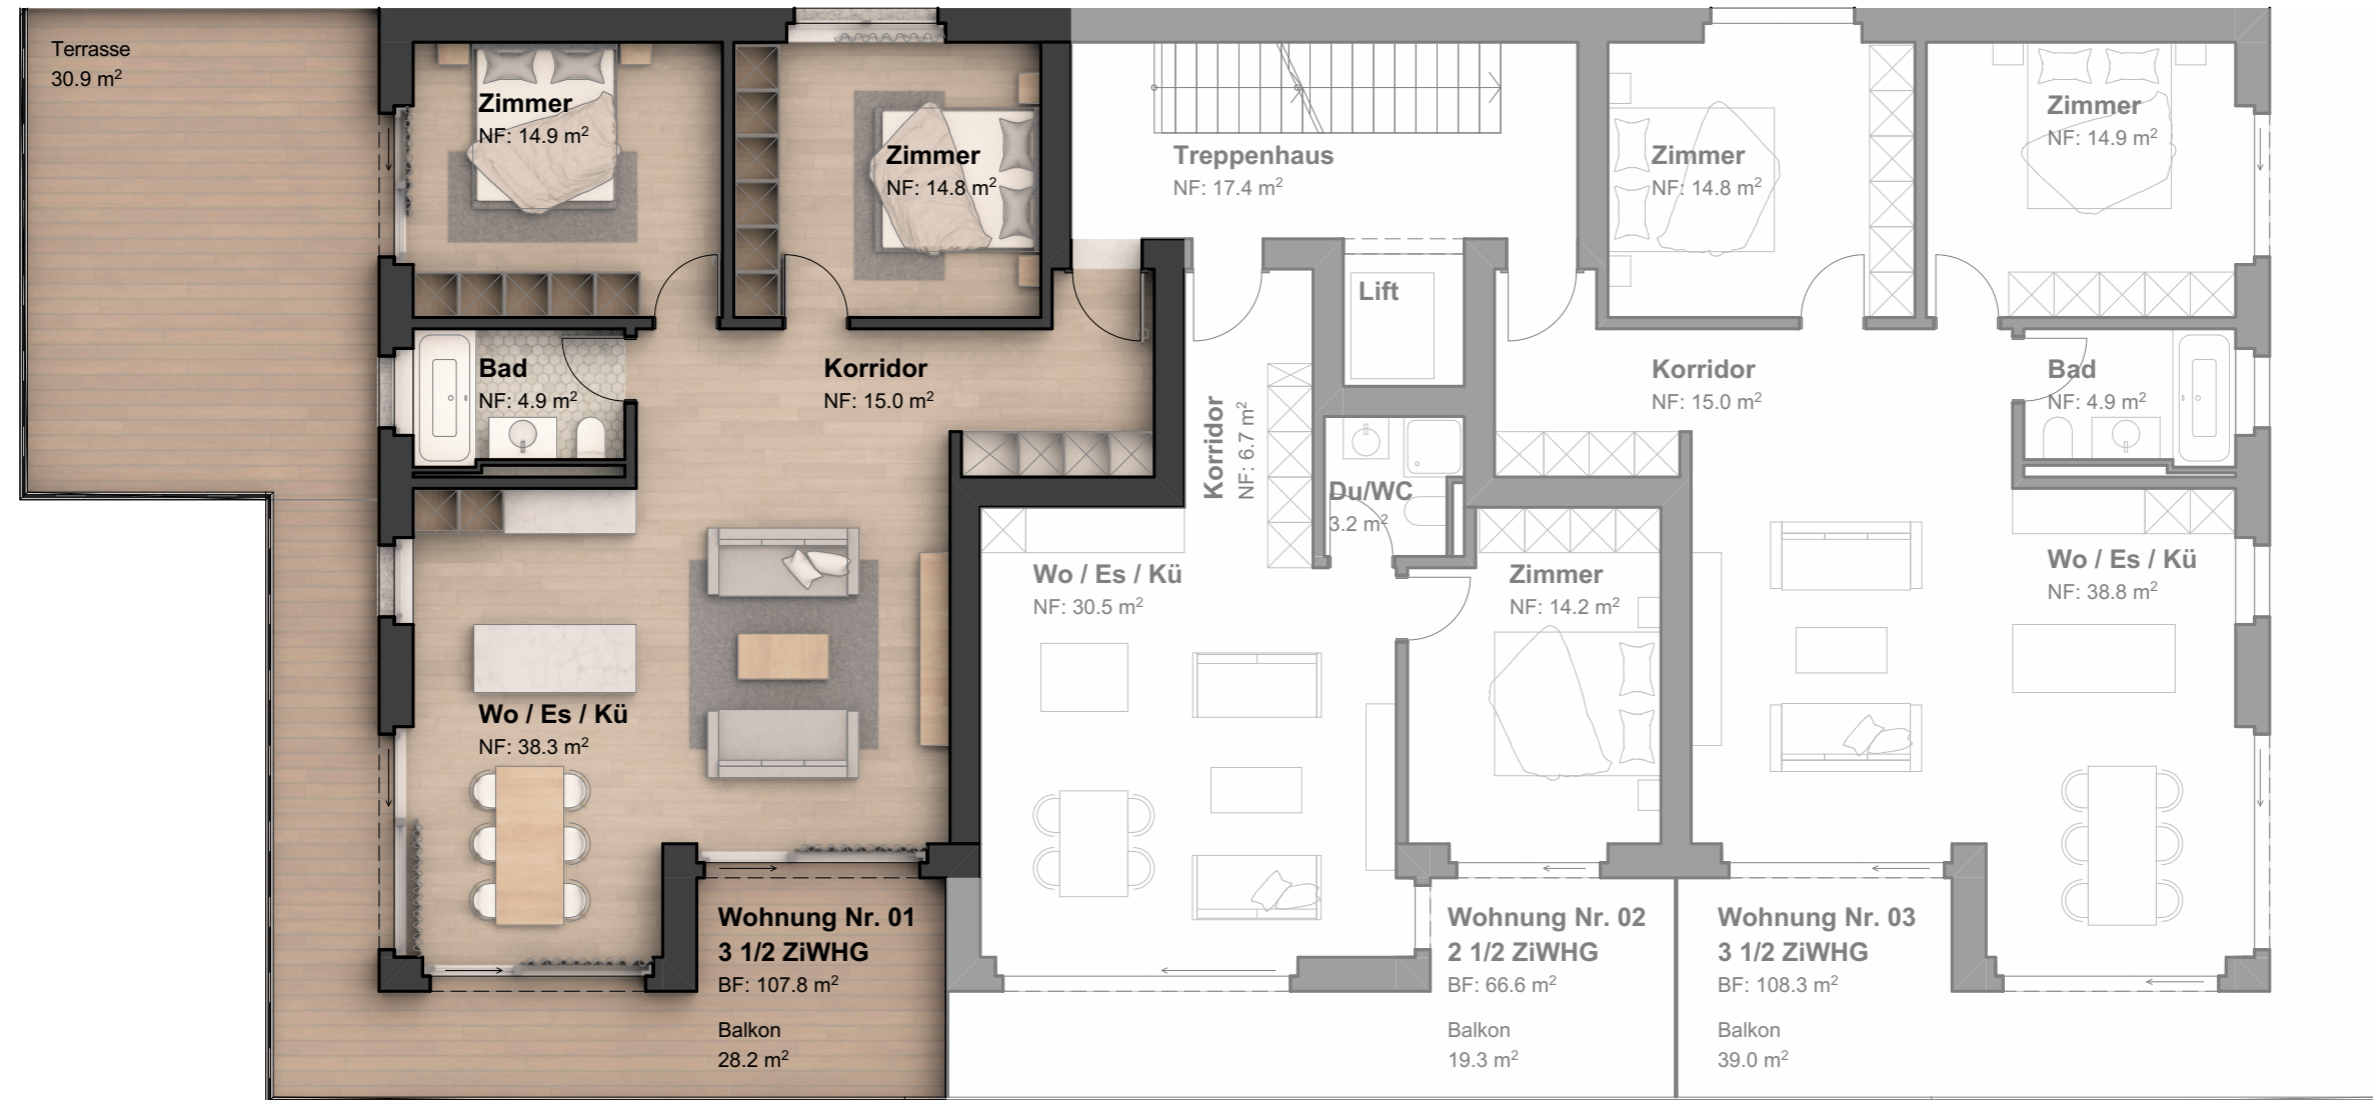 Terrasse
30.9 m²
Zimmer
NF: 14.9 m²
Zimmer
NF: 14.8 m²
Treppenhaus
NF: 17.4 m²
Zimmer
NF: 14.8 m²
Zimmer
NF: 14.9 m²
Lift
Bad
NF: 4.9 m²
Korridor
NF: 15.0 m²
Korridor
NF: 6.7 m²
Korridor
NF: 15.0 m²
Bad
NF: 4.9 m²
Du/WC
3.2 m²
Wo / Es / Kü
NF: 30.5 m²
Zimmer
NF: 14.2 m²
Wo / Es / Kü
NF: 38.8 m²
Wo / Es / Kü
NF: 38.3 m²
Wohnung Nr. 01
3 1/2 ZiWHG
BF: 107.8 m²
Balkon
28.2 m²
Wohnung Nr. 02
2 1/2 ZiWHG
BF: 66.6 m²
Balkon
19.3 m²
Wohnung Nr. 03
3 1/2 ZiWHG
BF: 108.3 m²
Balkon
39.0 m²